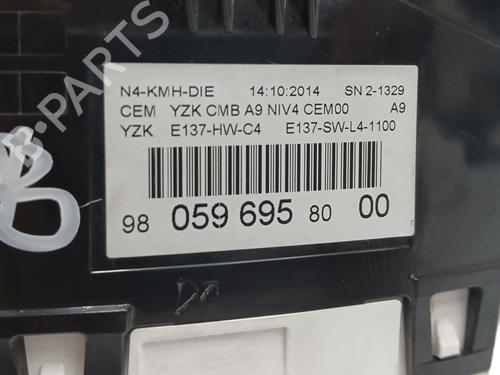 N4-KMH-DIE 14:10:2014 SN 2-1329
CEM YZK CMB A9 NIV4 CEM00 A9
YZK E137-HW-C4 E137-SW-L4-1100
98 059 695 80 00
DO
B-PARTS